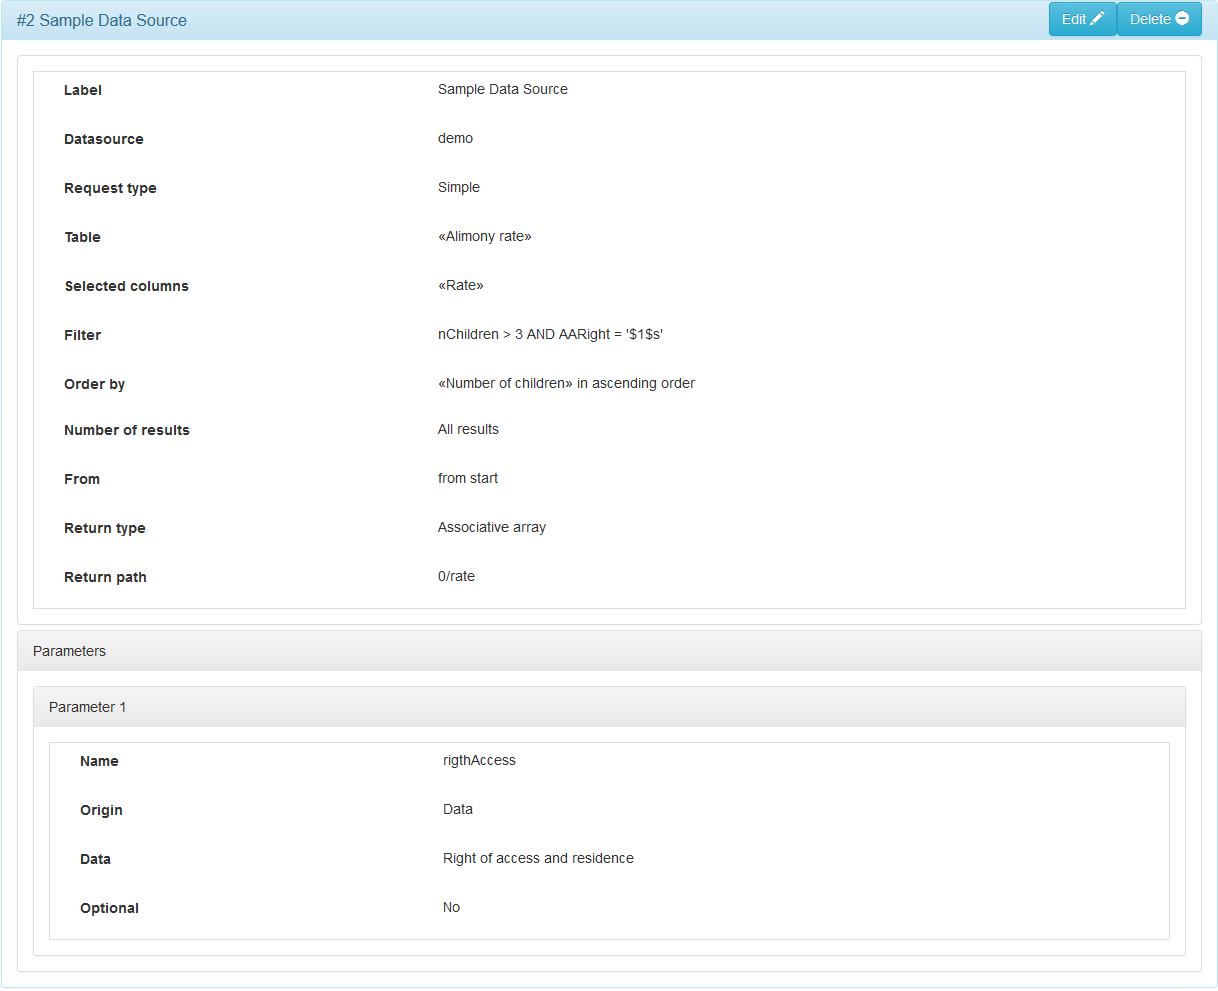 #2 Sample Data Source Edit Delete
Label Sample Data Source
Datasource demo
Request type Simple
Table «Alimony rate»
Selected columns «Rate»
Filter nChildren > 3 AND AARight = '$1$s'
Order by «Number of children» in ascending order
Number of results All results
From from start
Return type Associative array
Return path 0/rate
Parameters
Parameter 1
Name rigthAccess
Origin Data
Data Right of access and residence
Optional No